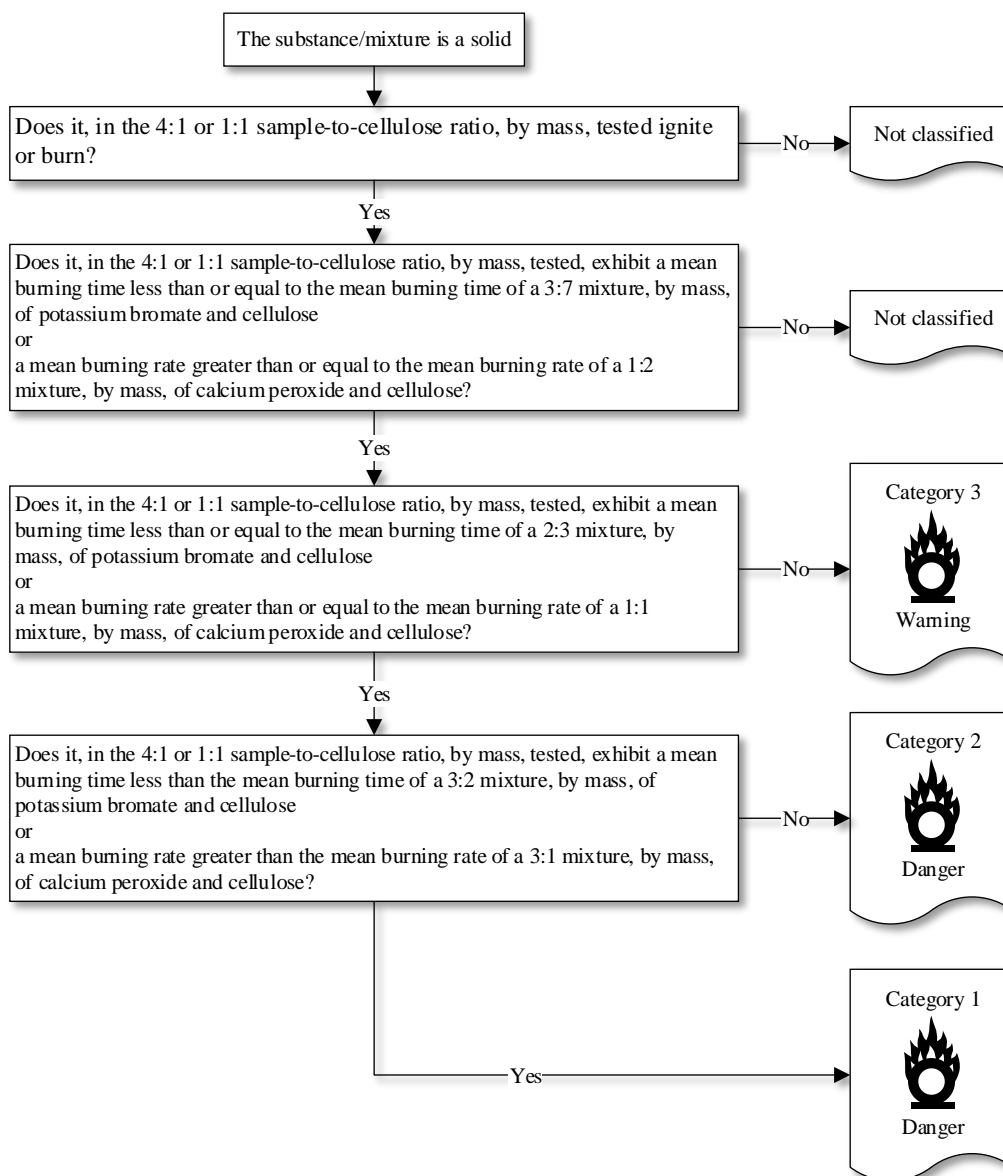 The substance/mixture is a solid
Does it, in the 4:1 or 1:1 sample-to-cellulose ratio, by mass, tested ignite
or burn?
No
Not classified
Yes
Does it, in the 4:1 or 1:1 sample-to-cellulose ratio, by mass, tested, exhibit a mean
burning time less than or equal to the mean burning time of a 3:7 mixture, by mass,
of potassium bromate and cellulose
or
a mean burning rate greater than or equal to the mean burning rate of a 1:2
mixture, by mass, of calcium peroxide and cellulose?
No
Not classified
Yes
Does it, in the 4:1 or 1:1 sample-to-cellulose ratio, by mass, tested, exhibit a mean
burning time less than or equal to the mean burning time of a 2:3 mixture, by
mass, of potassium bromate and cellulose
or
a mean burning rate greater than or equal to the mean burning rate of a 1:1
mixture, by mass, of calcium peroxide and cellulose?
No
Category 3
Warning
Yes
Does it, in the 4:1 or 1:1 sample-to-cellulose ratio, by mass, tested, exhibit a mean
burning time less than the mean burning time of a 3:2 mixture, by mass, of
potassium bromate and cellulose
or
a mean burning rate greater than the mean burning rate of a 3:1 mixture, by mass,
of calcium peroxide and cellulose?
No
Category 2
Danger
Yes
Category 1
Danger